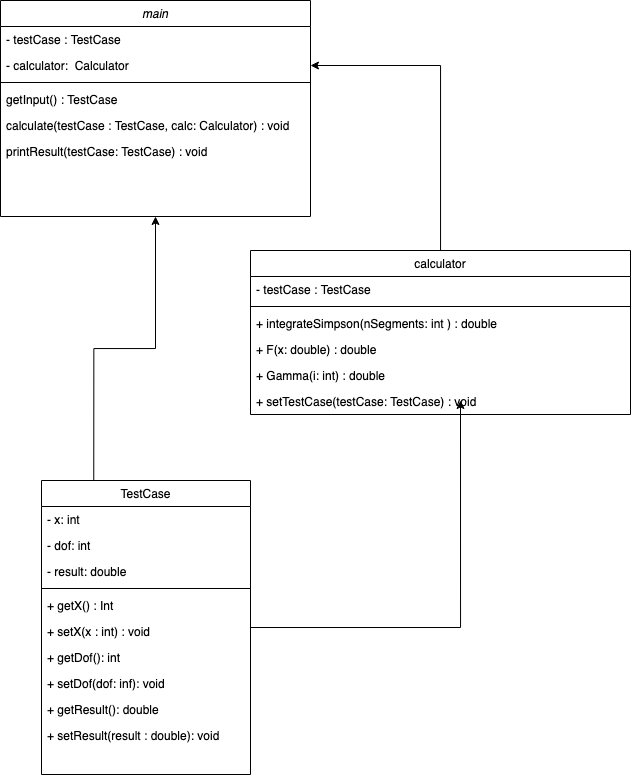 main
- testCase : TestCase
- calculator:  Calculator
getInput() : TestCase
calculate(testCase : TestCase, calc: Calculator) : void
printResult(testCase: TestCase) : void
calculator
- testCase : TestCase
+ integrateSimpson(nSegments: int ) : double
+ F(x: double) : double
+ Gamma(i: int) : double
+ setTestCase(testCase: TestCase) : void
TestCase
- x: int
- dof: int
- result: double
+ getX() : Int
+ setX(x : int) : void
+ getDof(): int
+ setDof(dof: inf): void
+ getResult(): double
+ setResult(result : double): void